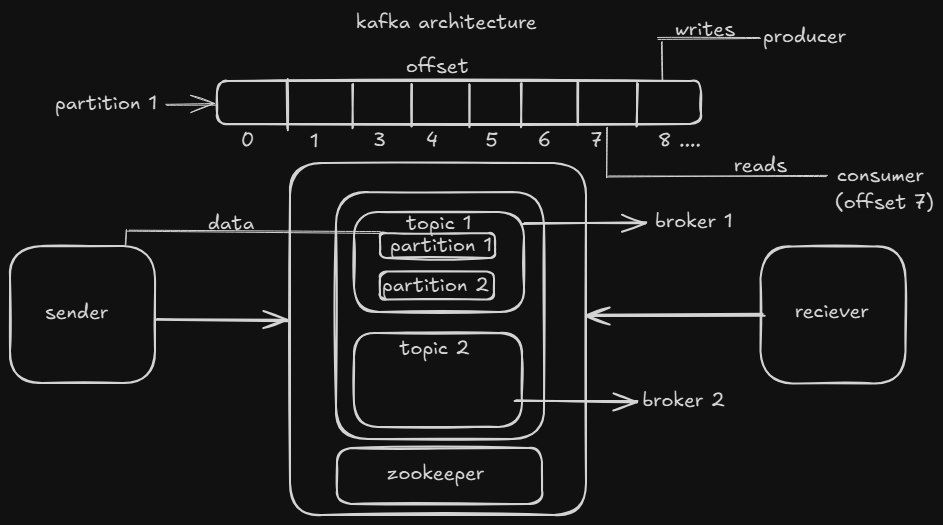 kafka architecture
writes
producer
offset
partition 1
0 1 3 4 5 6 7 8 ....
reads
consumer
(offset 7)
data
topic 1
broker 1
partition 1
partition 2
sender
reciever
topic 2
broker 2
zookeeper